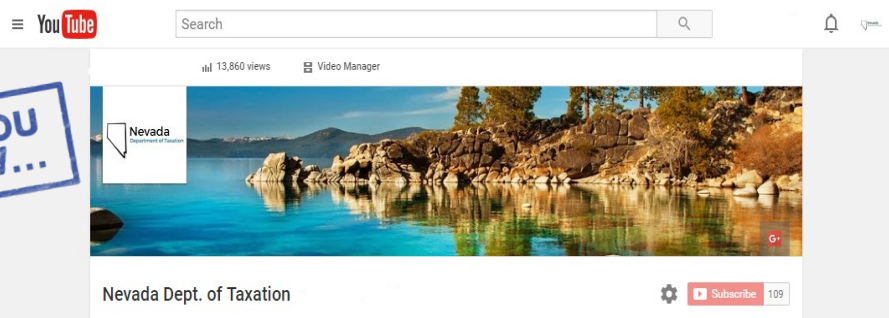 YouTube
Search
13,860 views
Video Manager
OU
Nevada
Department of Taxation
G+
Nevada Dept. of Taxation
Subscribe
109